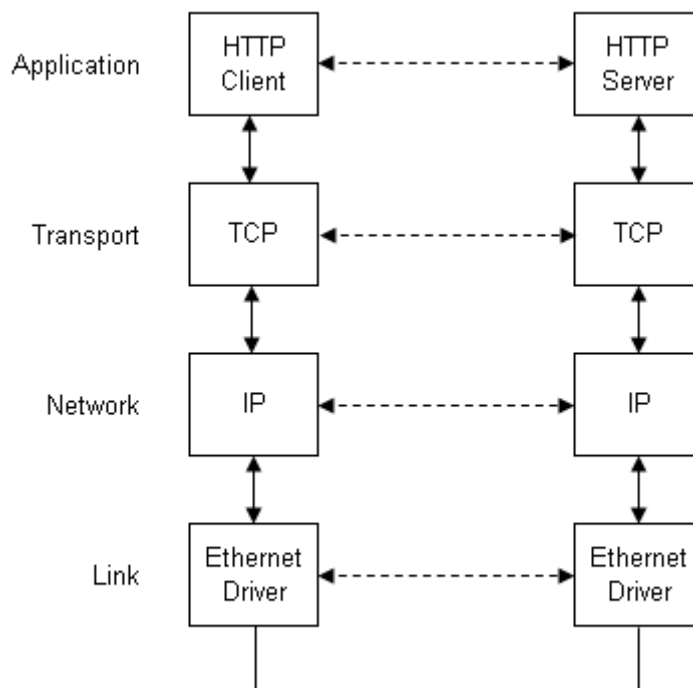 Application
HTTP
Client
HTTP
Server
Transport
TCP
TCP
Network
IP
IP
Link
Ethernet
Driver
Ethernet
Driver